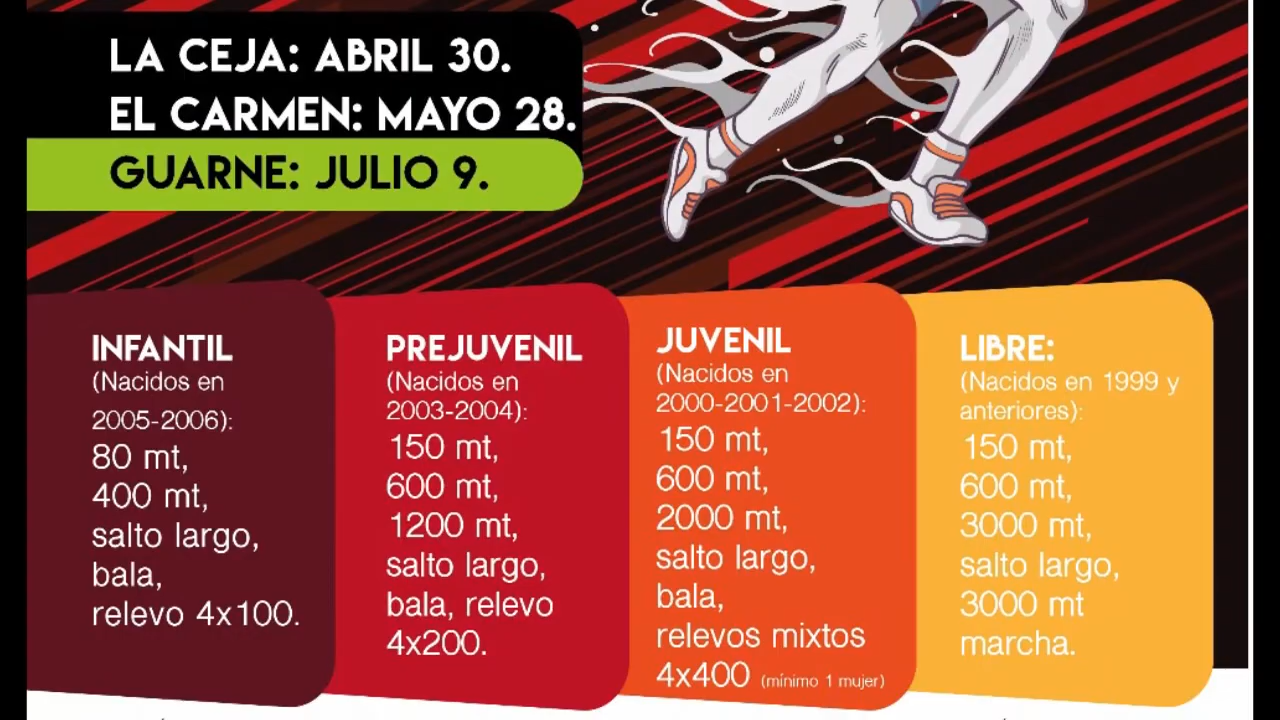 LA CEJA: ABRIL 30.
EL CARMEN: MAYO 28.
GUARNE: JULIO 9.
INFANTIL
(Nacidos en
2005-2006):
80 mt,
400 mt,
salto largo,
bala,
relevo 4x100.
PREJUVENIL
(Nacidos en
2003-2004):
150 mt,
600 mt,
1200 mt,
salto largo,
bala, relevo
4x200.
JUVENIL
(Nacidos en
2000-2001-2002):
150 mt,
600 mt,
2000 mt,
salto largo,
bala,
relevos mixtos
4x400 (mínimo 1 mujer)
LIBRE:
(Nacidos en 1999 y
anteriores):
150 mt,
600 mt,
3000 mt,
salto largo,
3000 mt
marcha.